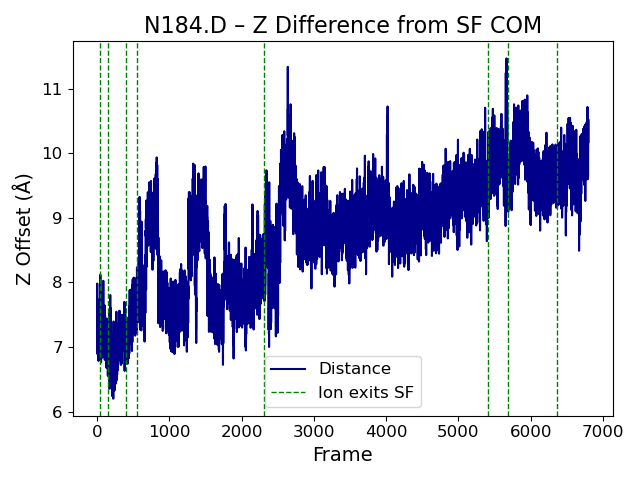 N184.D – Z Difference from SF COM
Z Offset (Å)
11
10
9
8
7
6
Distance
Ion exits SF
0 1000 2000 3000 4000 5000 6000 7000
Frame